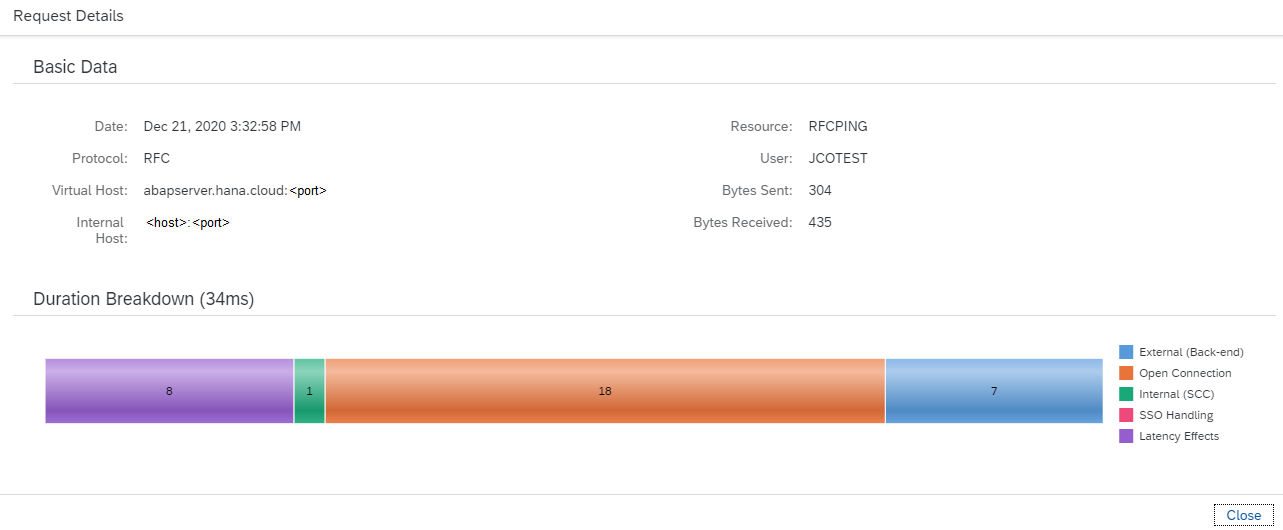 Request Details
Basic Data
Date: Dec 21, 2020 3:32:58 PM
Protocol: RFC
Virtual Host: abapserver.hana.cloud:<port>
Internal Host: <host>:<port>
Resource: RFCPING
User: JCOTEST
Bytes Sent: 304
Bytes Received: 435
Duration Breakdown (34ms)
8 1 18 7
External (Back-end)
Open Connection
Internal (SCC)
SSO Handling
Latency Effects
Close